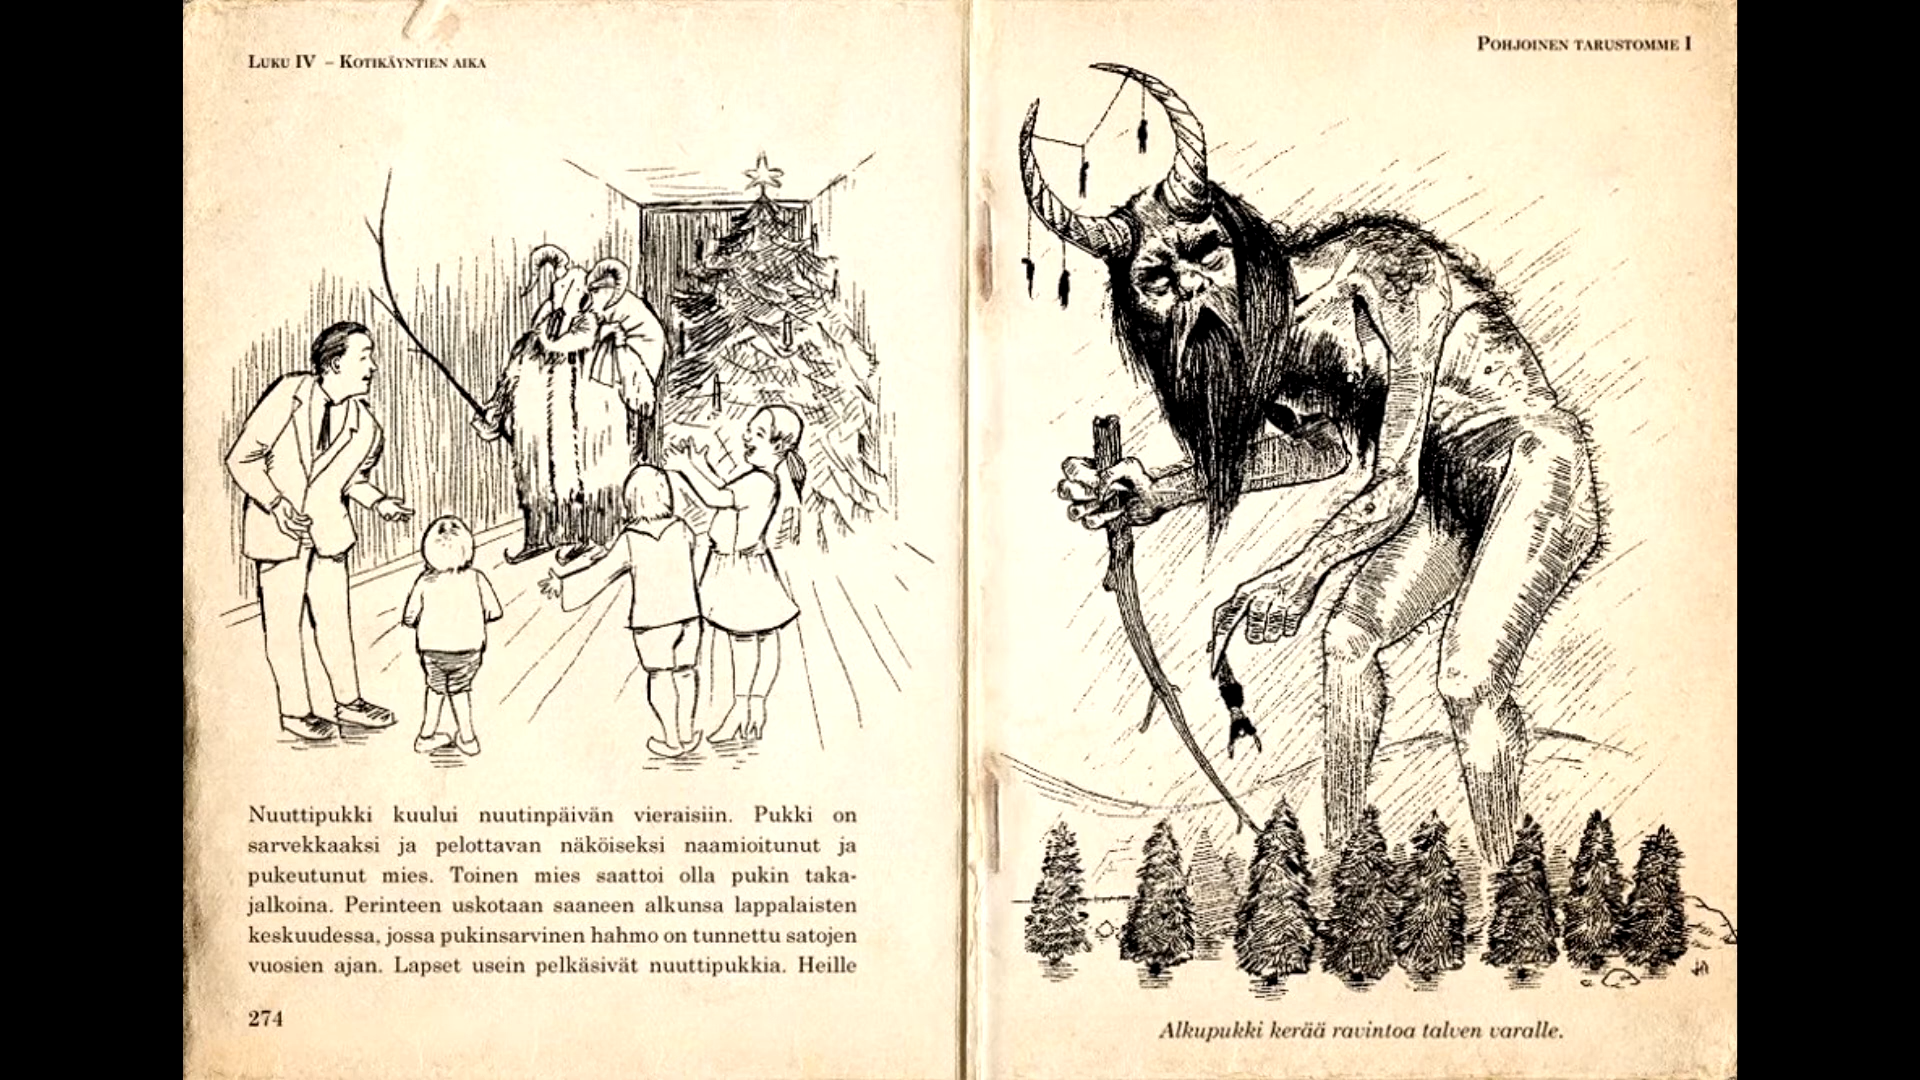 Luku IV – Kotikäyntien aika
Nuuttipukki kuului nuutinpäivän vieraisiin. Pukki on
sarvekkaaksi ja pelottavan näköiseksi naamioitunut ja
pukeutunut mies. Toinen mies saattoi olla pukin taka-
jalkoina. Perinteen uskotaan saaneen alkunsa lappalaisten
keskuudessa, jossa pukinsarvinen hahmo on tunnettu satojen
vuosien ajan. Lapset usein pelkäsivät nuuttipukkia. Heille
274
Pohjoinen tarustomme I
Alkupukki kerää ravintoa talven varalle.